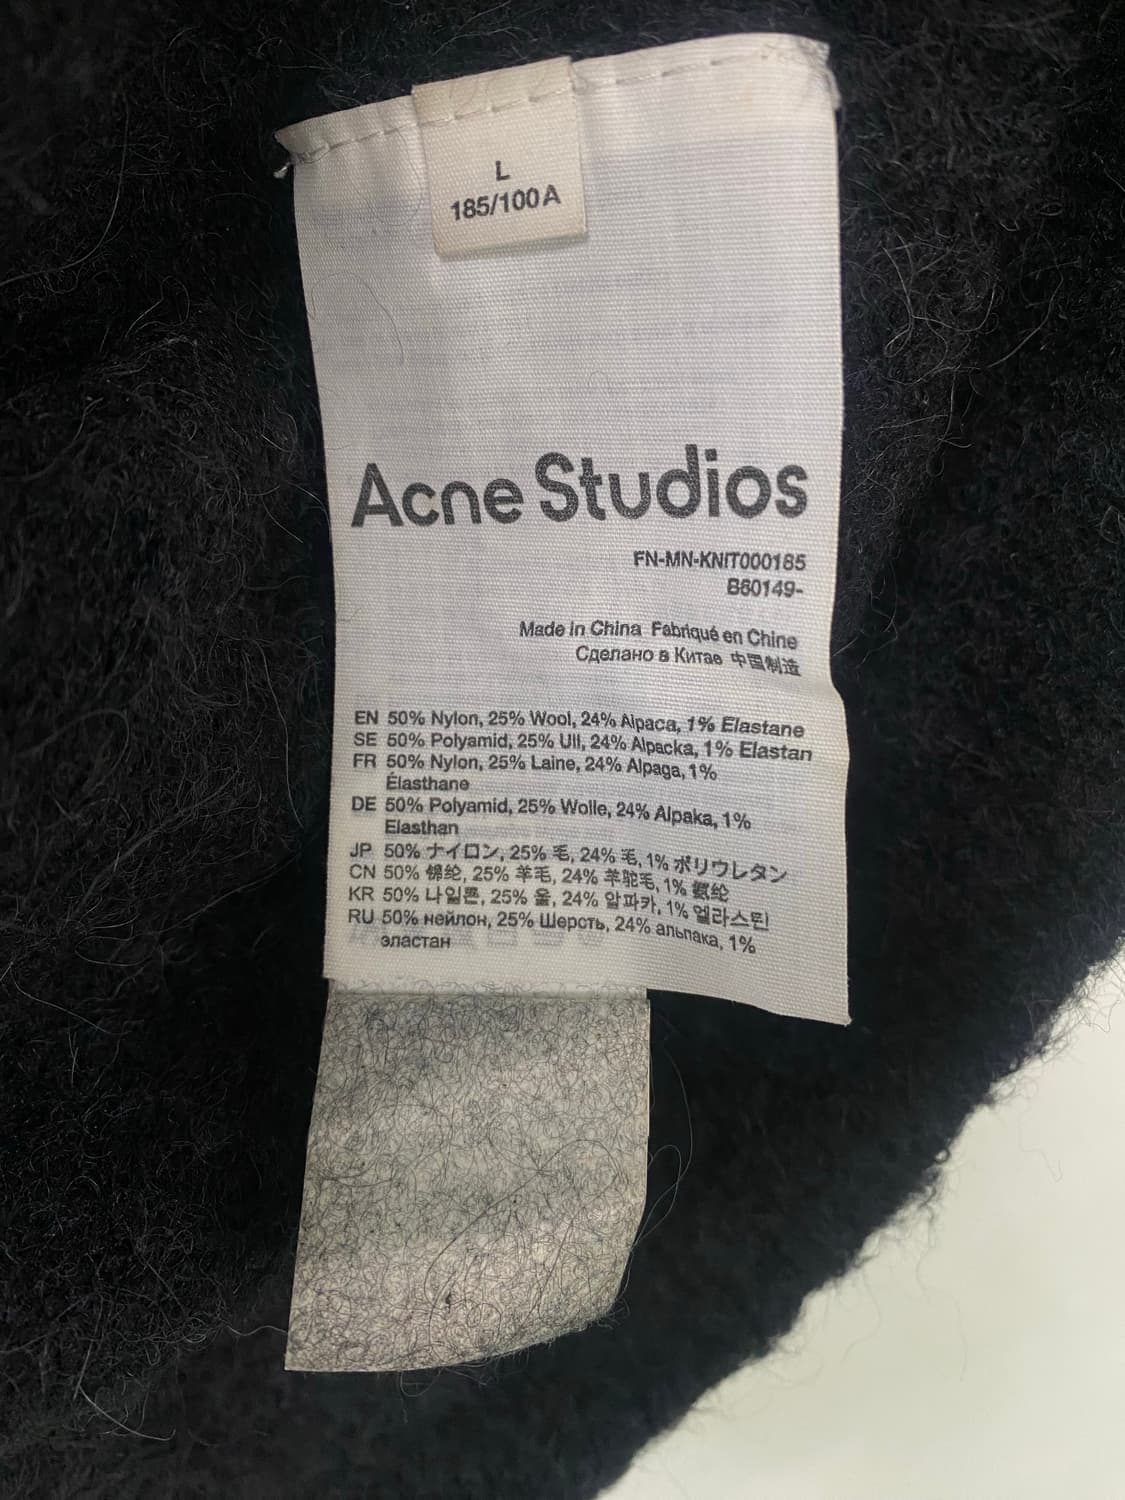 L
185/100A
Acne Studios
FN-MN-KNIT000185
B60149-
Made in China Fabriqué en Chine
Сделано в Китае 中国制造
EN 50% Nylon, 25% Wool, 24% Alpaca, 1% Elastane
SE 50% Polyamid, 25% Ull, 24% Alpacka, 1% Elastan
FR 50% Nylon, 25% Laine, 24% Alpaga, 1%
Élasthane
DE 50% Polyamid, 25% Wolle, 24% Alpaka, 1%
Elasthan
JP 50% ナイロン, 25% 毛, 24% 毛, 1% ポリウレタン
CN 50% 锦纶, 25% 羊毛, 24% 羊驼毛, 1% 氨纶
KR 50% 나일론, 25% 울, 24% 알파카, 1% 엘라스틴
RU 50% нейлон, 25% Шерсть, 24% альпака, 1%
эластан